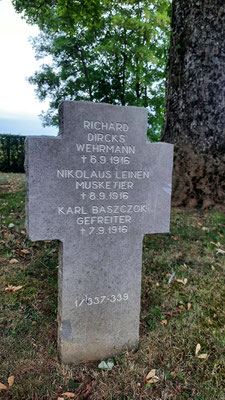 RICHARD
DIRCKS
WEHRMANN
† 6.9.1916
NIKOLAUS LEINEN
MUSKETIER
† 8.9.1916
KARL BASZCZOK
GEFREITER
† 7.9.1916
1/337-339